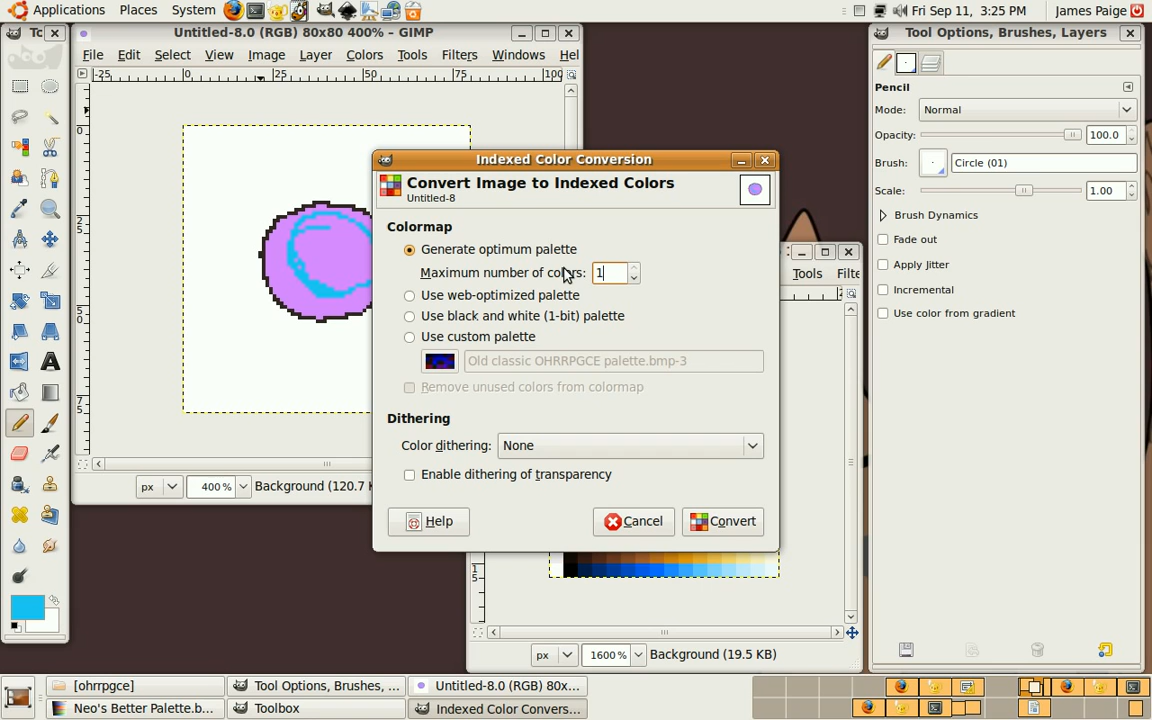 Applications Places System Fri Sep 11, 3:25 PM James Paige
Untitled-8.0 (RGB) 80x80 400% – GIMP
File Edit Select View Image Layer Colors Tools Filters Windows Hel
-25 0 25 50 75 100
Indexed Color Conversion
Convert Image to Indexed Colors
Untitled-8
Colormap
Generate optimum palette
Maximum number of colors: 1
Use web-optimized palette
Use black and white (1-bit) palette
Use custom palette
Old classic OHRRPGCE palette.bmp-3
Remove unused colors from colormap
Dithering
Color dithering: None
Enable dithering of transparency
Help Cancel Convert
px 400% Background (120.7 K
Tools Filte
px 1600% Background (19.5 KB)
Tool Options, Brushes, Layers
Pencil
Mode: Normal
Opacity: 100.0
Brush: Circle (01)
Scale: 1.00
Brush Dynamics
Fade out
Apply Jitter
Incremental
Use color from gradient
[ohrrpgce] Tool Options, Brushes, ... Untitled-8.0 (RGB) 80x...
Neo's Better Palette.b... Toolbox Indexed Color Convers...